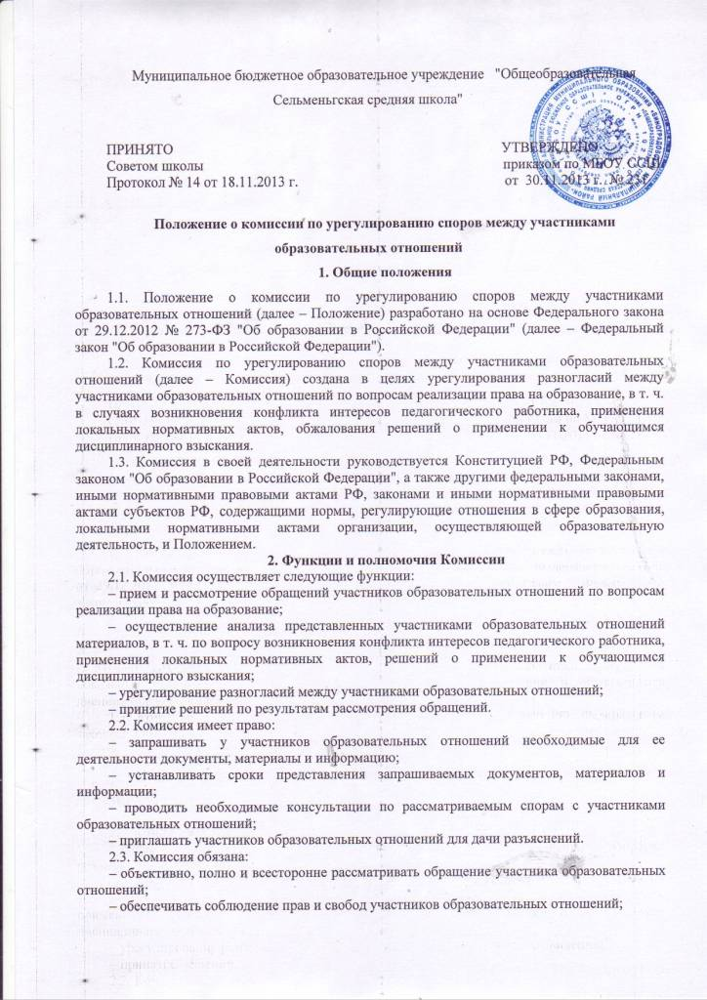 Муниципальное бюджетное образовательное учреждение "Общеобразовательная
Сельменьгская средняя школа"
ПРИНЯТО УТВЕРЖДЕНО
Советом школы приказом по МБОУ ССШ
Протокол № 14 от 18.11.2013 г. от 30.11.2013 г. №
Положение о комиссии по урегулированию споров между участниками
образовательных отношений
1. Общие положения
1.1. Положение о комиссии по урегулированию споров между участниками
образовательных отношений (далее – Положение) разработано на основе Федерального закона
от 29.12.2012 № 273-ФЗ "Об образовании в Российской Федерации" (далее – Федеральный
закон "Об образовании в Российской Федерации").
1.2. Комиссия по урегулированию споров между участниками образовательных
отношений (далее – Комиссия) создана в целях урегулирования разногласий между
участниками образовательных отношений по вопросам реализации права на образование, в т. ч.
в случаях возникновения конфликта интересов педагогического работника, применения
локальных нормативных актов, обжалования решений о применении к обучающимся
дисциплинарного взыскания.
1.3. Комиссия в своей деятельности руководствуется Конституцией РФ, Федеральным
законом "Об образовании в Российской Федерации", а также другими федеральными законами,
иными нормативными правовыми актами РФ, законами и иными нормативными правовыми
актами субъектов РФ, содержащими нормы, регулирующие отношения в сфере образования,
локальными нормативными актами организации, осуществляющей образовательную
деятельность, и Положением.
2. Функции и полномочия Комиссии
2.1. Комиссия осуществляет следующие функции:
– прием и рассмотрение обращений участников образовательных отношений по вопросам
реализации права на образование;
– осуществление анализа представленных участниками образовательных отношений
материалов, в т. ч. по вопросу возникновения конфликта интересов педагогического работника,
применения локальных нормативных актов, решений о применении к обучающимся
дисциплинарного взыскания;
– урегулирование разногласий между участниками образовательных отношений;
– принятие решений по результатам рассмотрения обращений.
2.2. Комиссия имеет право:
– запрашивать у участников образовательных отношений необходимые для ее
деятельности документы, материалы и информацию;
– устанавливать сроки представления запрашиваемых документов, материалов и
информации;
– проводить необходимые консультации по рассматриваемым спорам с участниками
образовательных отношений;
– приглашать участников образовательных отношений для дачи разъяснений.
2.3. Комиссия обязана:
– объективно, полно и всесторонне рассматривать обращение участника образовательных
отношений;
– обеспечивать соблюдение прав и свобод участников образовательных отношений;